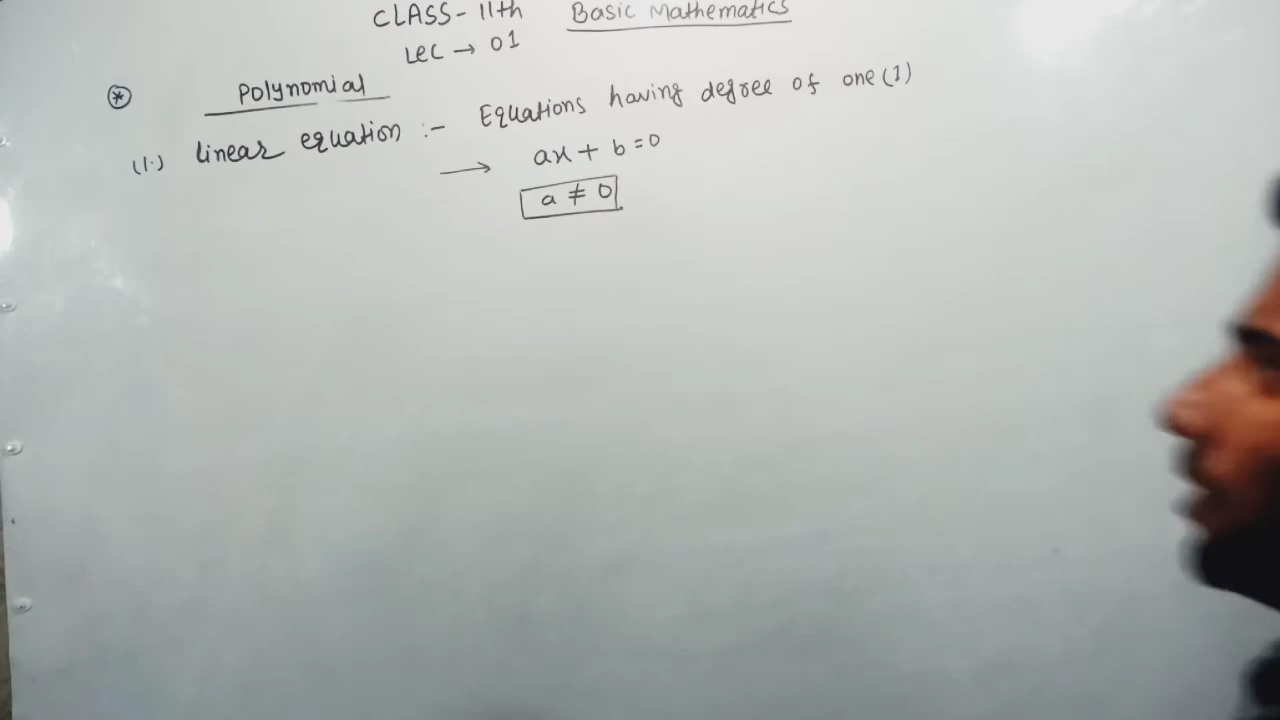 CLASS- 11th Basic Mathematics
Lec → 01
* Polynomial
(1.) Linear equation :- Equations having degree of one (1)
→ ax + b = 0
a ≠ 0